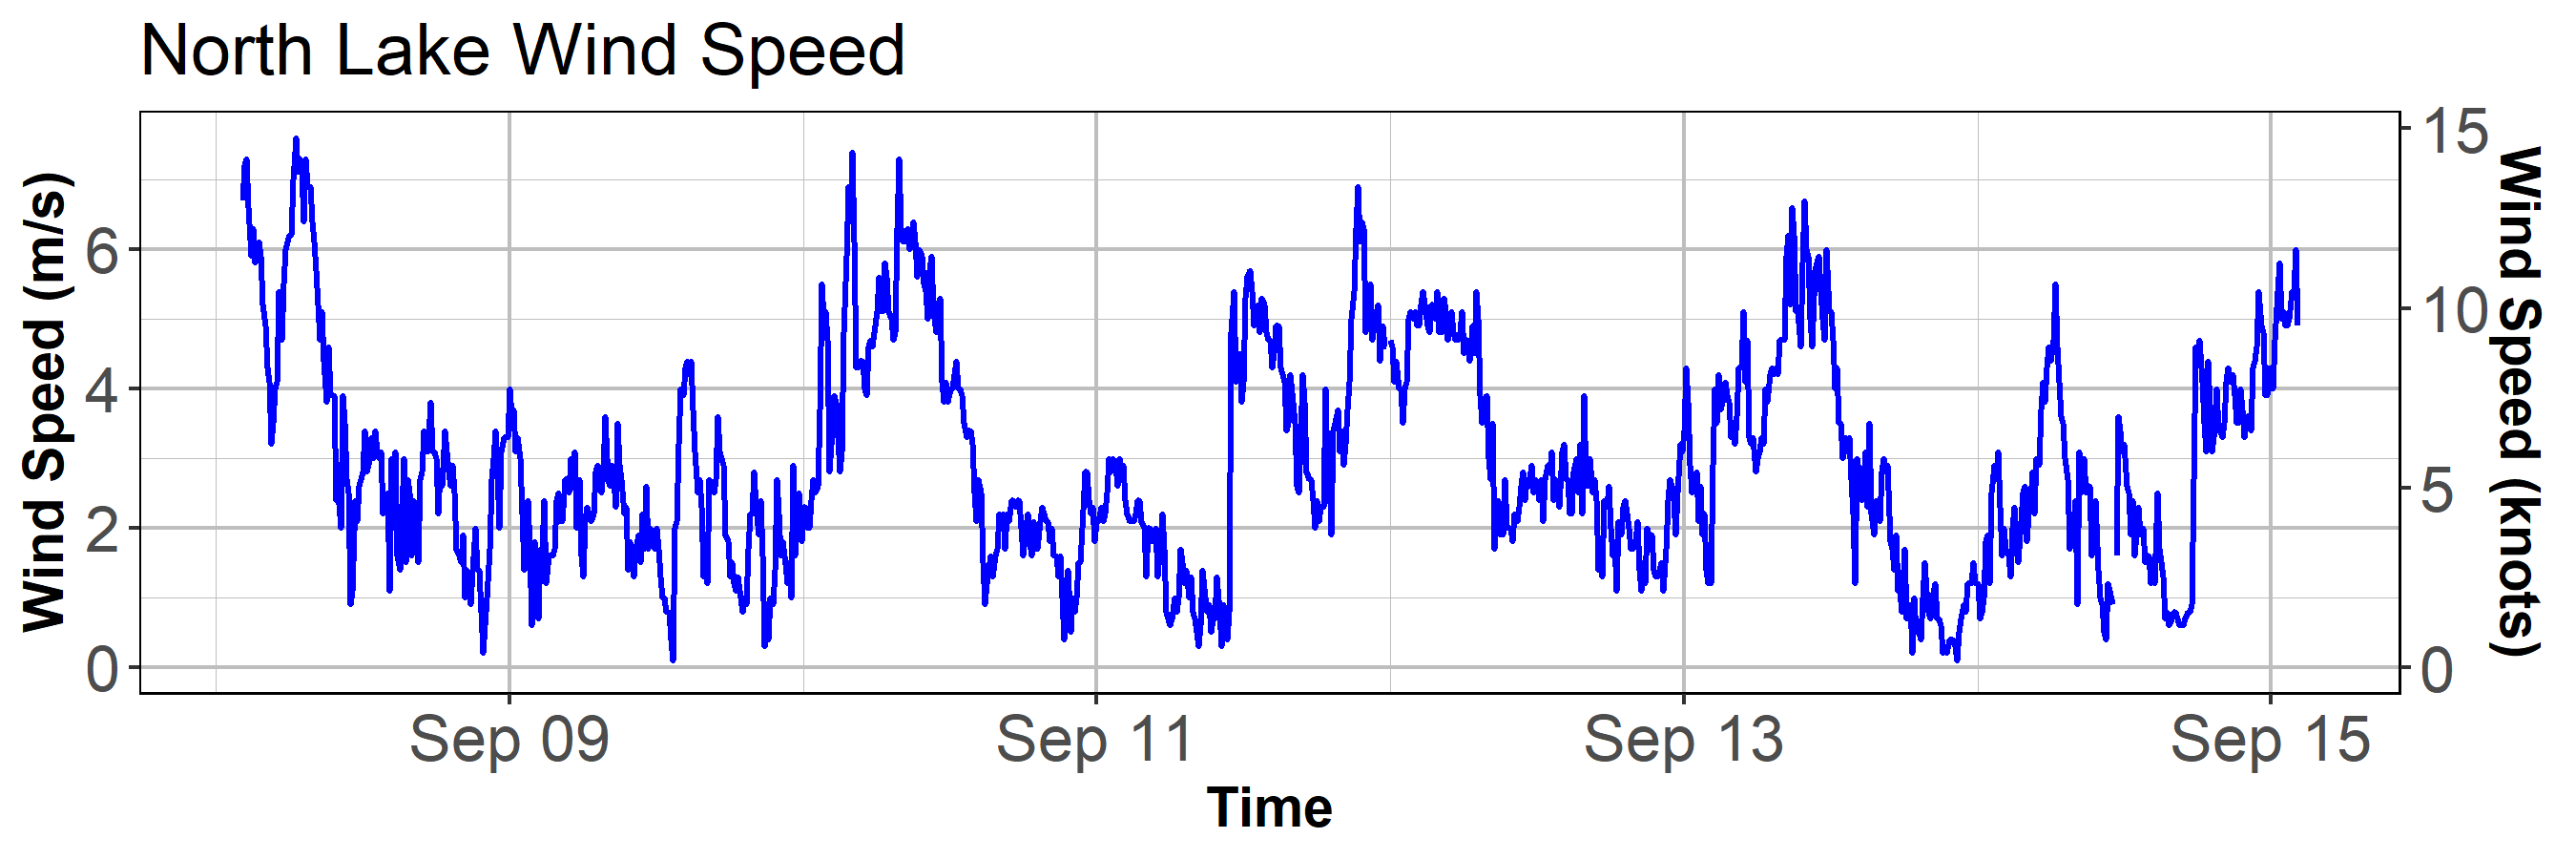 North Lake Wind Speed
Wind Speed (m/s)
6
4
2
0
15
10
5
0
Wind Speed (knots)
Sep 09
Sep 11
Sep 13
Sep 15
Time